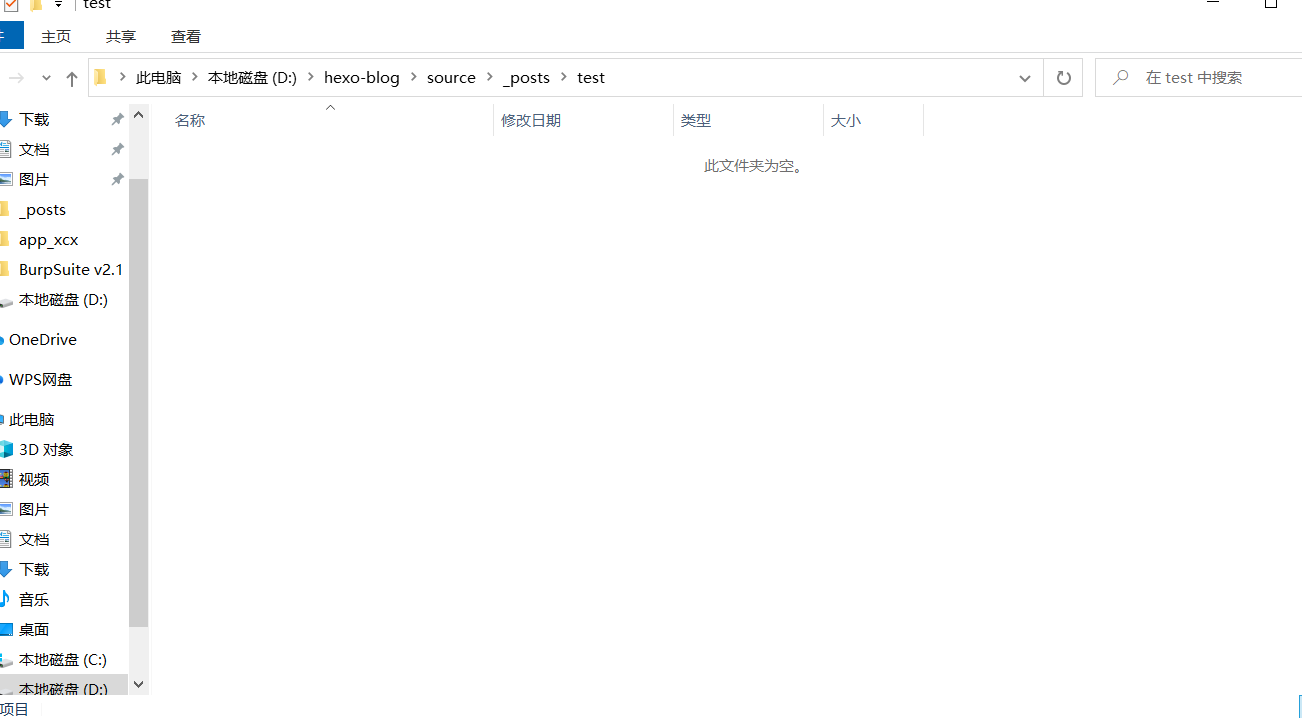 test
主页 共享 查看
此电脑 本地磁盘 (D:) hexo-blog source _posts test
在 test 中搜索
名称 修改日期 类型 大小
此文件夹为空。
下载
文档
图片
_posts
app_xcx
BurpSuite v2.1
本地磁盘 (D:)
OneDrive
WPS网盘
此电脑
3D 对象
视频
图片
文档
下载
音乐
桌面
本地磁盘 (C:)
本地磁盘 (D:)
项目